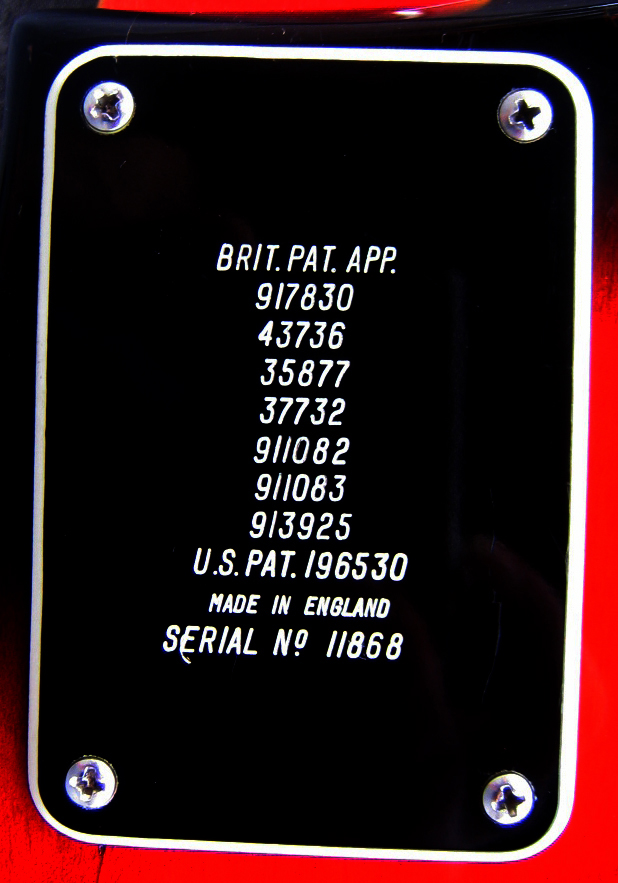 BRIT. PAT. APP.
917830
43736
35877
37732
911082
911083
913925
U.S. PAT. 196530
MADE IN ENGLAND
SERIAL Nº 11868